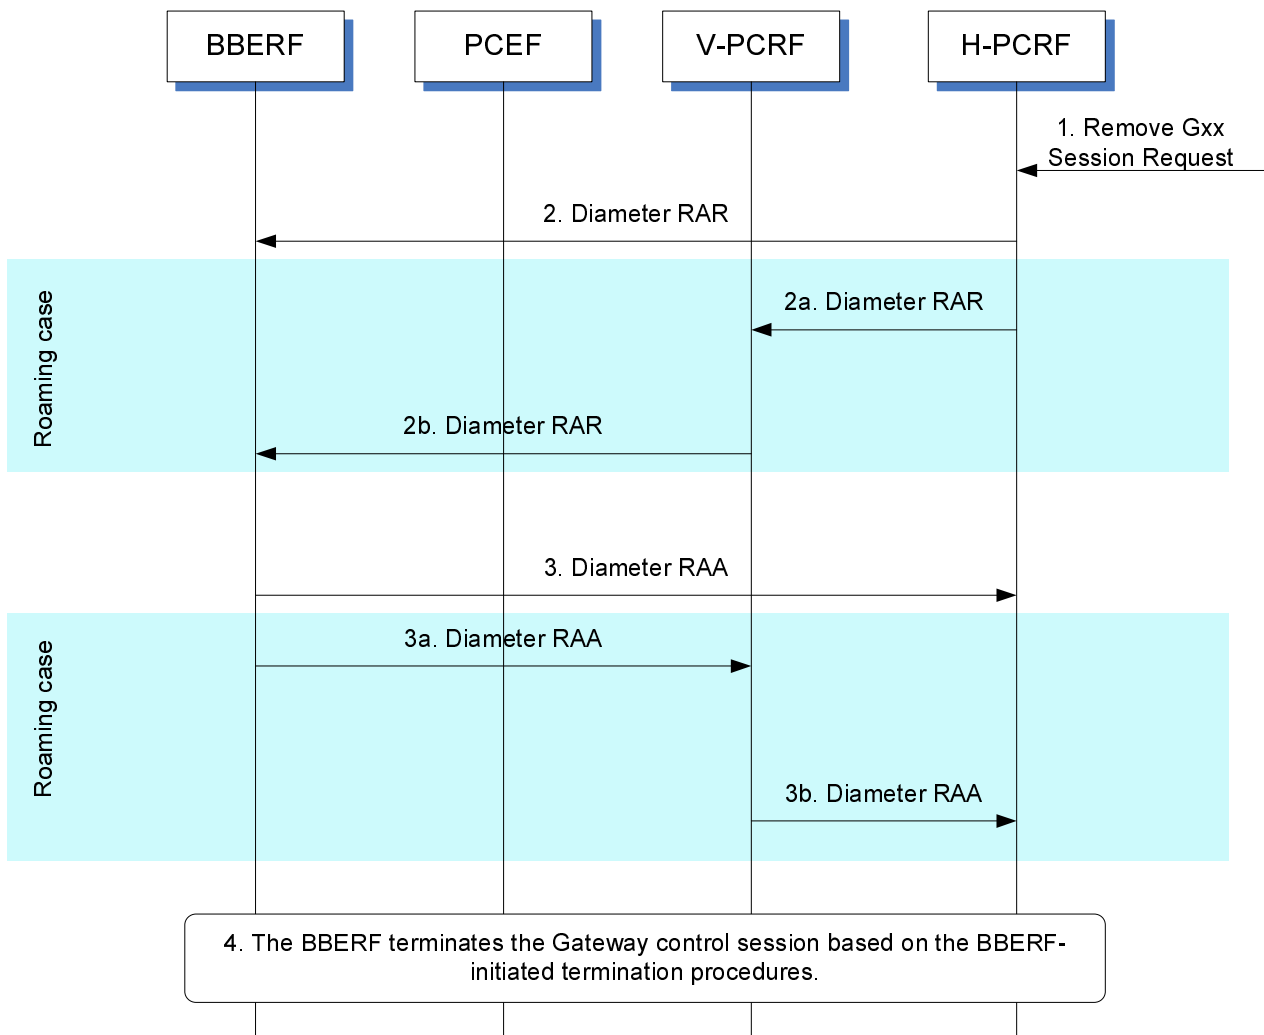 BBERF
PCEF
V-PCRF
H-PCRF
1. Remove Gxx
Session Request
2. Diameter RAR
Roaming case
2a. Diameter RAR
2b. Diameter RAR
3. Diameter RAA
Roaming case
3a. Diameter RAA
3b. Diameter RAA
4. The BBERF terminates the Gateway control session based on the BBERF-
initiated termination procedures.